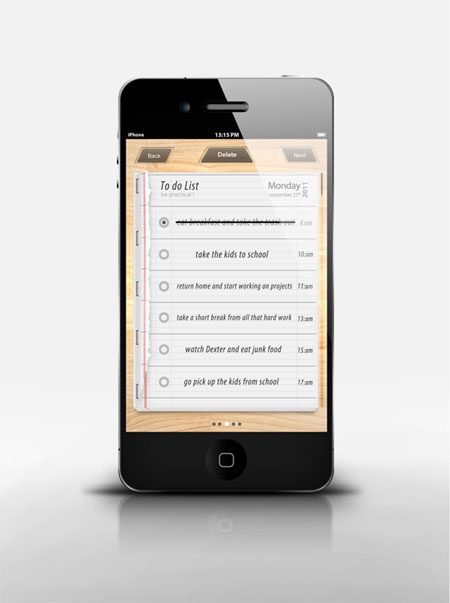 iPhone 13:15 PM
Back Delete Next
To do List Monday 2011
be practical ! november 27th
eat breakfast and take the trash out 8:am
take the kids to school 10:am
return home and start working on projects 11:am
take a short break from all that hard work 13:am
watch Dexter and eat junk food 15:am
go pick up the kids from school 17:am